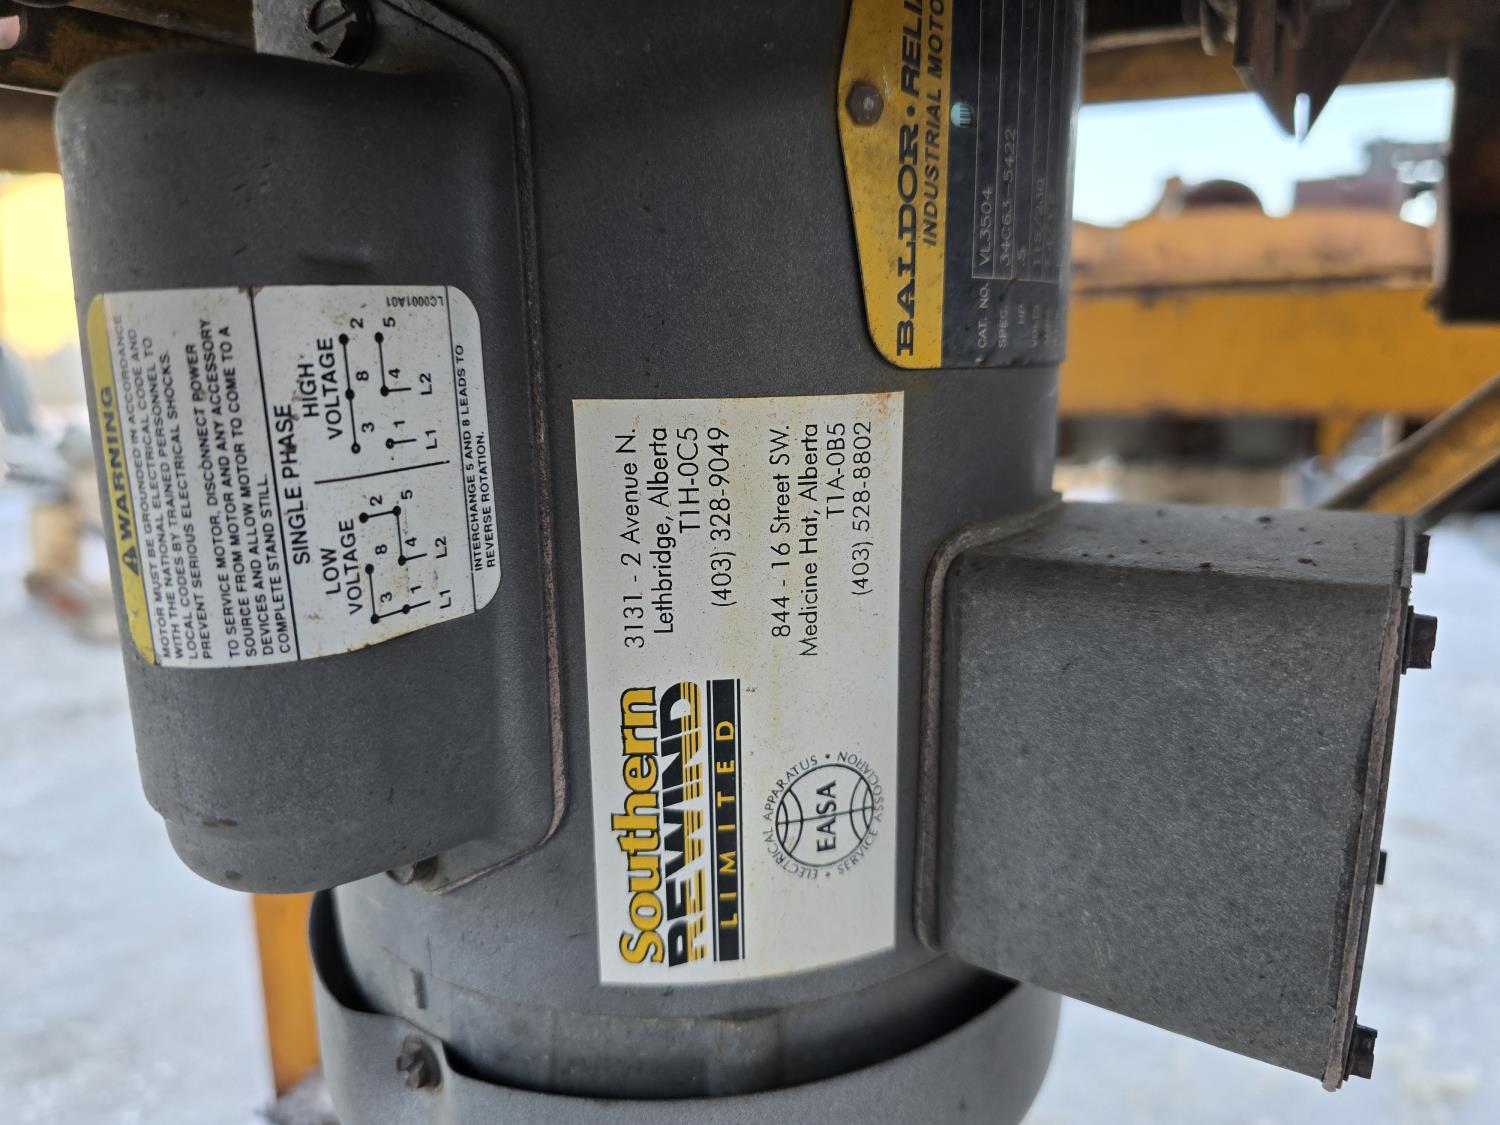 WARNING
MOTOR MUST BE GROUNDED IN ACCORDANCE
WITH THE NATIONAL ELECTRICAL CODE AND
LOCAL CODES BY TRAINED PERSONNEL TO
PREVENT SERIOUS ELECTRICAL SHOCKS.
TO SERVICE MOTOR, DISCONNECT POWER
SOURCE FROM MOTOR AND ANY ACCESSORY
DEVICES AND ALLOW MOTOR TO COME TO A
COMPLETE STAND STILL.
SINGLE PHASE
LOW
VOLTAGE
3 8 2
1 4 5
L1 L2
HIGH
VOLTAGE
3 8 2
1 4 5
L1 L2
INTERCHANGE 5 AND 8 LEADS TO
REVERSE ROTATION.
LC0001A01
Southern
REWIND
LIMITED
3131 - 2 Avenue N.
Lethbridge, Alberta
T1H-0C5
(403) 328-9049
844 - 16 Street SW.
Medicine Hat, Alberta
T1A-0B5
(403) 528-8802
EASA
ELECTRICAL APPARATUS • SERVICE ASSOCIATION •
BALDOR • RELI
INDUSTRIAL MOTO
CAT. NO. VL3504
SPEC. 34C63-5422
HP .5
VOLTS 115/230